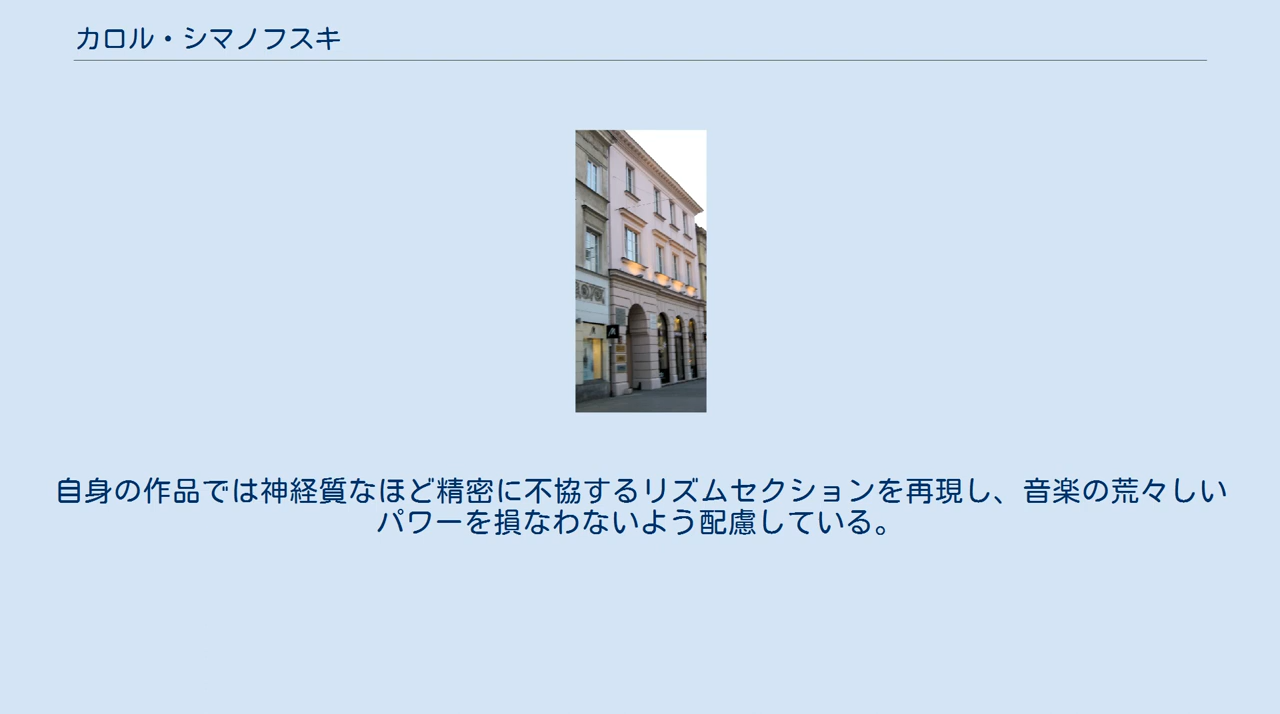 カロル・シマノフスキ
自身の作品では神経質なほど精密に不協するリズムセクションを再現し、音楽の荒々しい
パワーを損なわないよう配慮している。